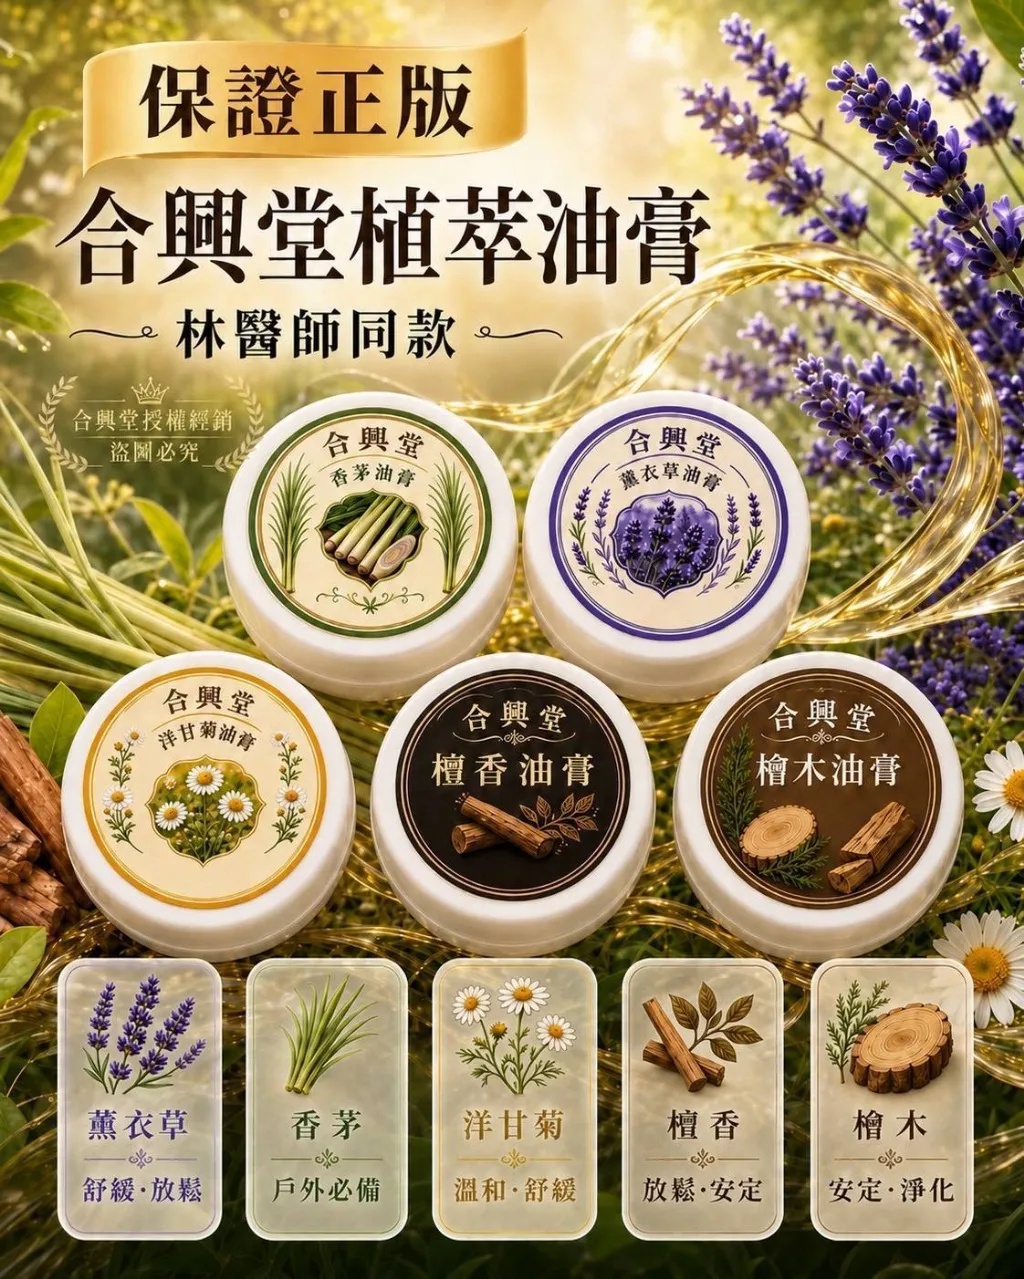 保證正版
合興堂植萃油膏
林醫師同款
合興堂授權經銷
盜圖必究
合興堂
香茅油膏
合興堂
薰衣草油膏
合興堂
洋甘菊油膏
合興堂
檀香油膏
合興堂
檜木油膏
薰衣草
舒緩·放鬆
香茅
戶外必備
洋甘菊
溫和·舒緩
檀香
放鬆·安定
檜木
安定·淨化